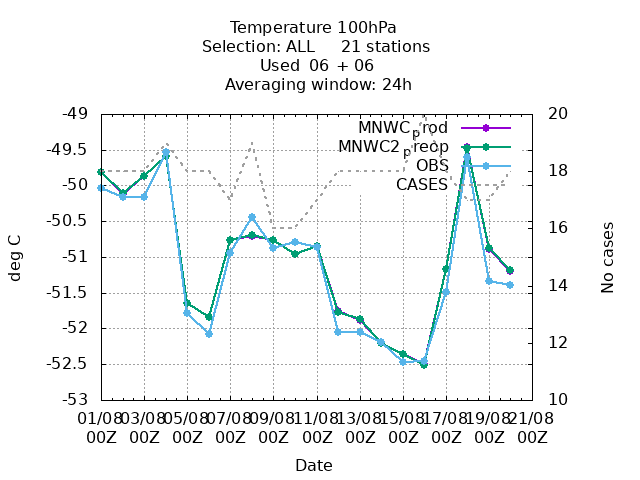 Temperature 100hPa
Selection: ALL 21 stations
Used 06 + 06
Averaging window: 24h
MNWC_prod
MNWC2_preop
OBS
CASES
-49
-49.5
-50
-50.5
-51
-51.5
-52
-52.5
-53
20
18
16
14
12
10
deg C
No cases
01/08 03/08 05/08 07/08 09/08 11/08 13/08 15/08 17/08 19/08 21/08
00Z 00Z 00Z 00Z 00Z 00Z 00Z 00Z 00Z 00Z 00Z
Date